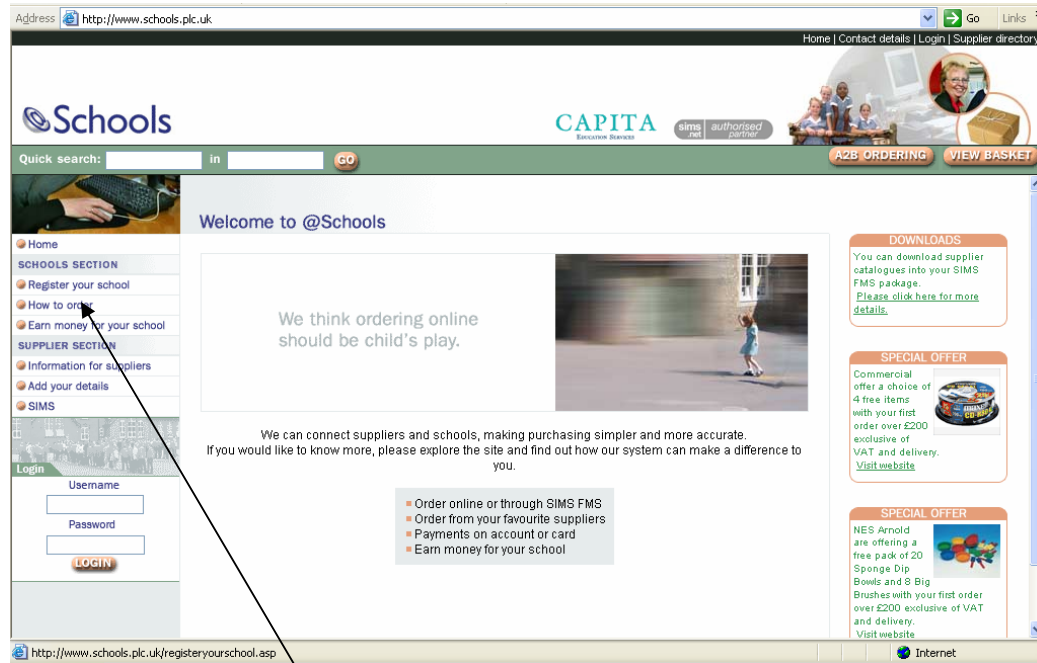 Address http://www.schools.plc.uk Go Links
Home | Contact details | Login | Supplier directory
@Schools
CAPITA
EDUCATION SERVICES
sims .net authorised partner
Quick search: in GO
A2B ORDERING VIEW BASKET
Welcome to @Schools
Home
SCHOOLS SECTION
Register your school
How to order
Earn money for your school
SUPPLIER SECTION
Information for suppliers
Add your details
SIMS
Login
Username
Password
LOGIN
We think ordering online
should be child's play.
We can connect suppliers and schools, making purchasing simpler and more accurate.
If you would like to know more, please explore the site and find out how our system can make a difference to
you.
Order online or through SIMS FMS
Order from your favourite suppliers
Payments on account or card
Earn money for your school
DOWNLOADS
You can download supplier
catalogues into your SIMS
FMS package.
Please click here for more
details.
SPECIAL OFFER
Commercial
offer a choice of
4 free items
with your first
order over £200
exclusive of
VAT and delivery.
Visit website
SPECIAL OFFER
NES Arnold
are offering a
free pack of 20
Sponge Dip
Bowls and 8 Big
Brushes with your first order
over £200 exclusive of VAT
and delivery.
Visit website
http://www.schools.plc.uk/registeryourschool.asp Internet